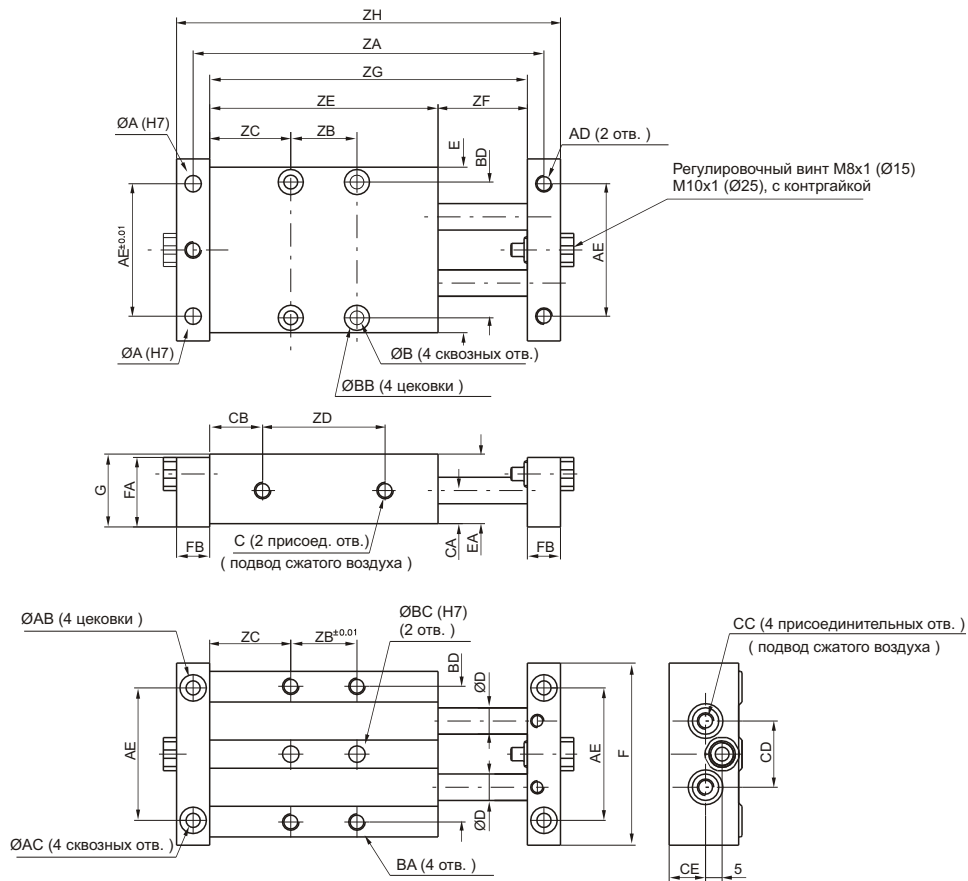 ZH
ZA
ZG
ZE
ZF
ØA (H7)
ZC
ZB
E
BD
AD (2 отв. )
Регулировочный винт M8x1 (Ø15)
M10x1 (Ø25), с контргайкой
AE±0.01
AE
ØA (H7)
ØB (4 сквозных отв.)
ØBB (4 цековки )
CB
ZD
G
FA
FB
C (2 присоед. отв.)
( подвод сжатого воздуха )
CA
EA
FB
ØAB (4 цековки )
ZC
ZB±0.01
ØBC (H7)
(2 отв. )
BD
ØD
CC (4 присоединительных отв. )
( подвод сжатого воздуха )
AE
AE
F
CD
ØD
ØAC (4 сквозных отв. )
BA (4 отв. )
CE
5